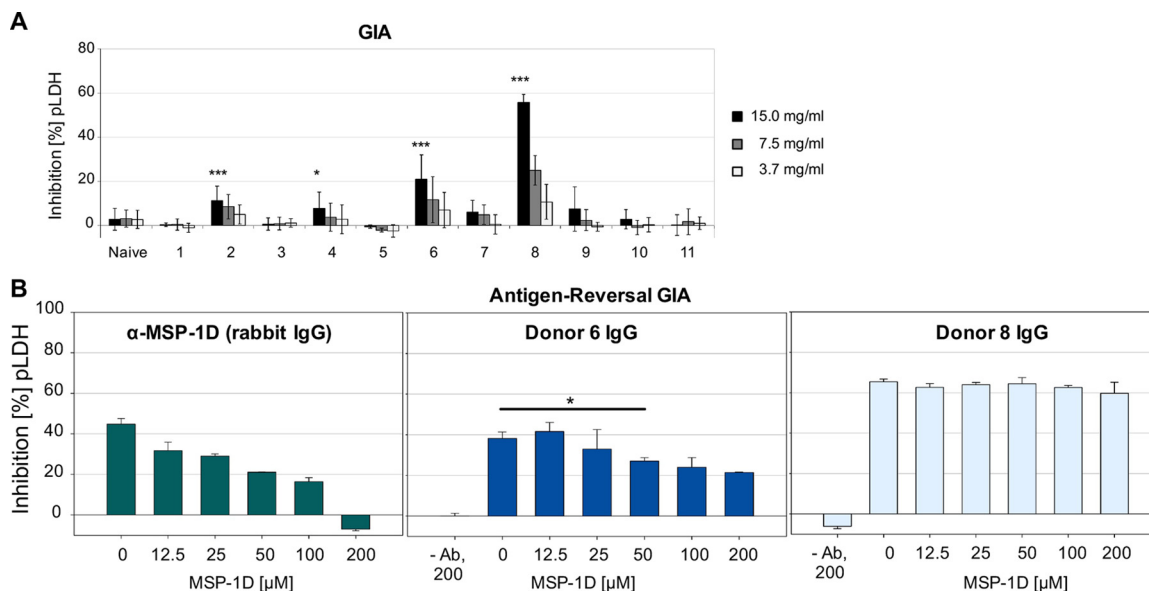 A
GIA
Inhibition [%] pLDH
80
60
40
20
0
***
*
***
***
Naive 1 2 3 4 5 6 7 8 9 10 11
15.0 mg/ml
7.5 mg/ml
3.7 mg/ml
B
Antigen-Reversal GIA
Inhibition [%] pLDH
100
80
60
40
20
0
α-MSP-1D (rabbit IgG)
0 12.5 25 50 100 200
MSP-1D [µM]
Donor 6 IgG
*
- Ab, 200
0 12.5 25 50 100 200
MSP-1D [µM]
Donor 8 IgG
- Ab, 200
0 12.5 25 50 100 200
MSP-1D [µM]